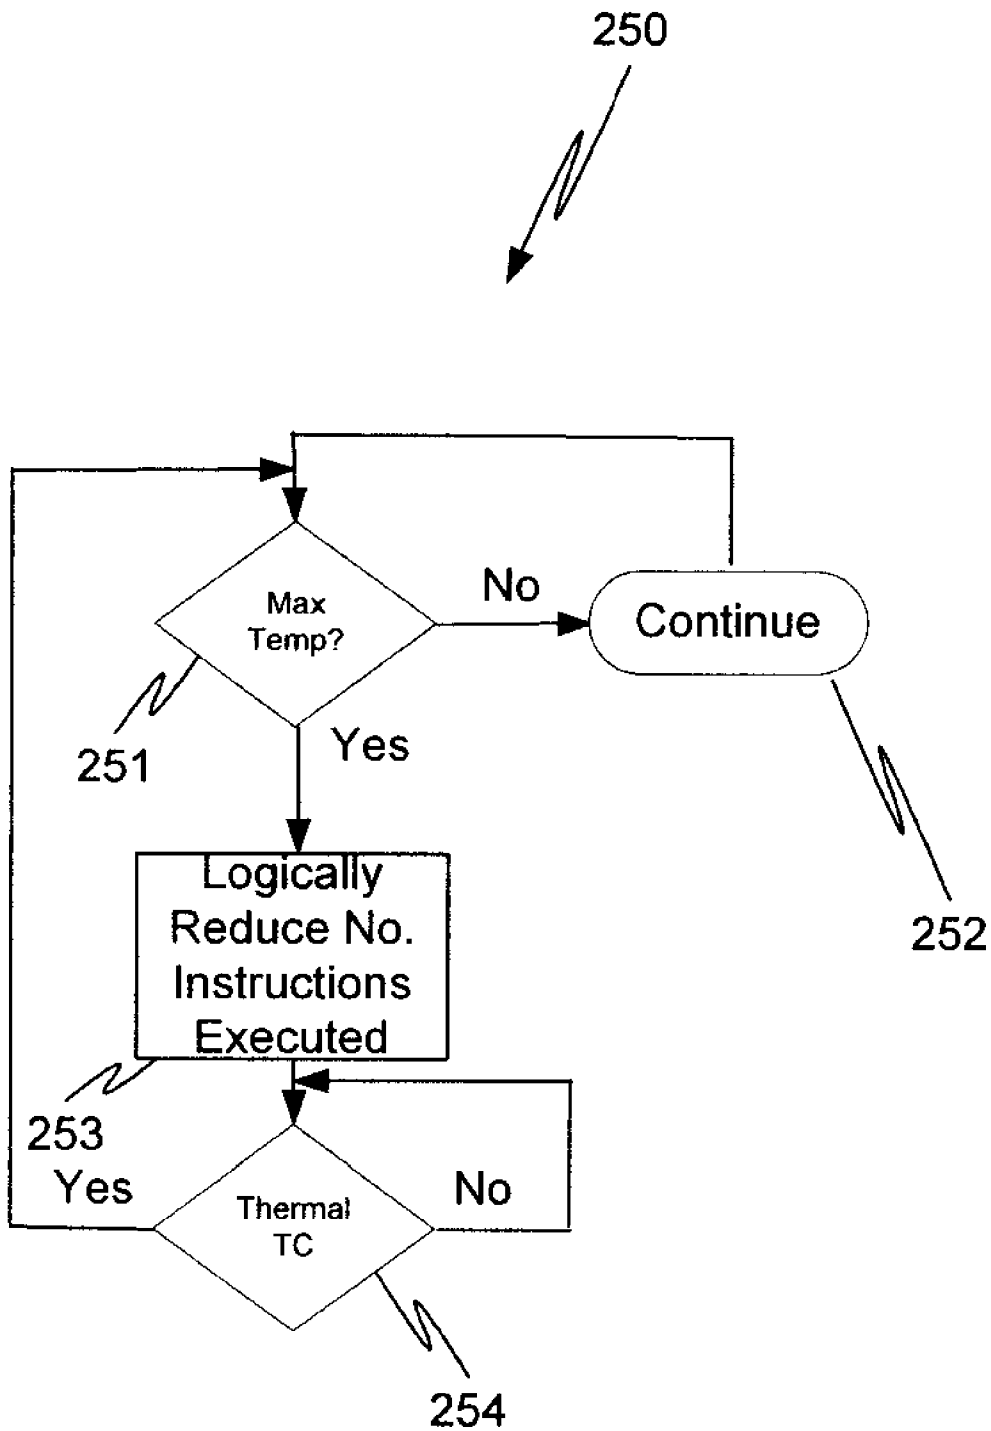 250
Max
Temp?
No
Continue
251
Yes
252
Logically
Reduce No.
Instructions
Executed
253
Yes
Thermal
TC
No
254